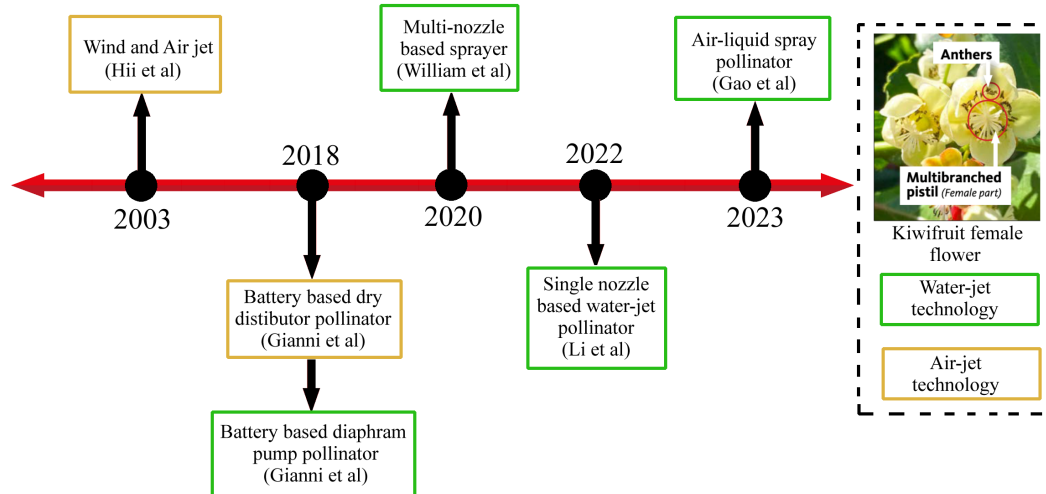 Wind and Air jet
(Hii et al)
Multi-nozzle
based sprayer
(William et al)
Air-liquid spray
pollinator
(Gao et al)
2003
2018
2020
2022
2023
Battery based dry
distibutor pollinator
(Gianni et al)
Battery based diaphram
pump pollinator
(Gianni et al)
Single nozzle
based water-jet
pollinator
(Li et al)
Anthers
Multibranched
pistil (Female part)
Kiwifruit female
flower
Water-jet
technology
Air-jet
technology